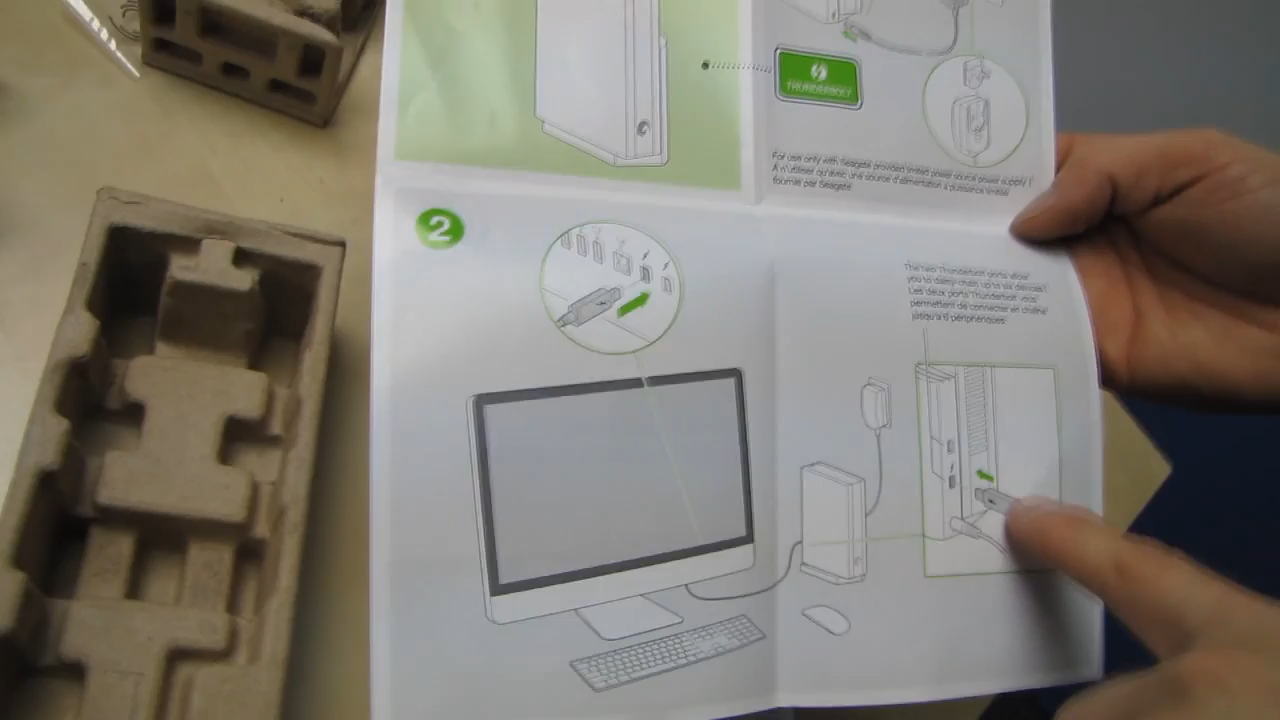 THUNDERBOLT
For use only with Seagate provided limited power source power supply |
À n'utiliser qu'avec une source d'alimentation à puissance limitée
fournie par Seagate
2
The two Thunderbolt ports allow
you to daisy chain up to six devices |
Les deux ports Thunderbolt vous
permettent de connecter en chaîne
jusqu'à 6 périphériques